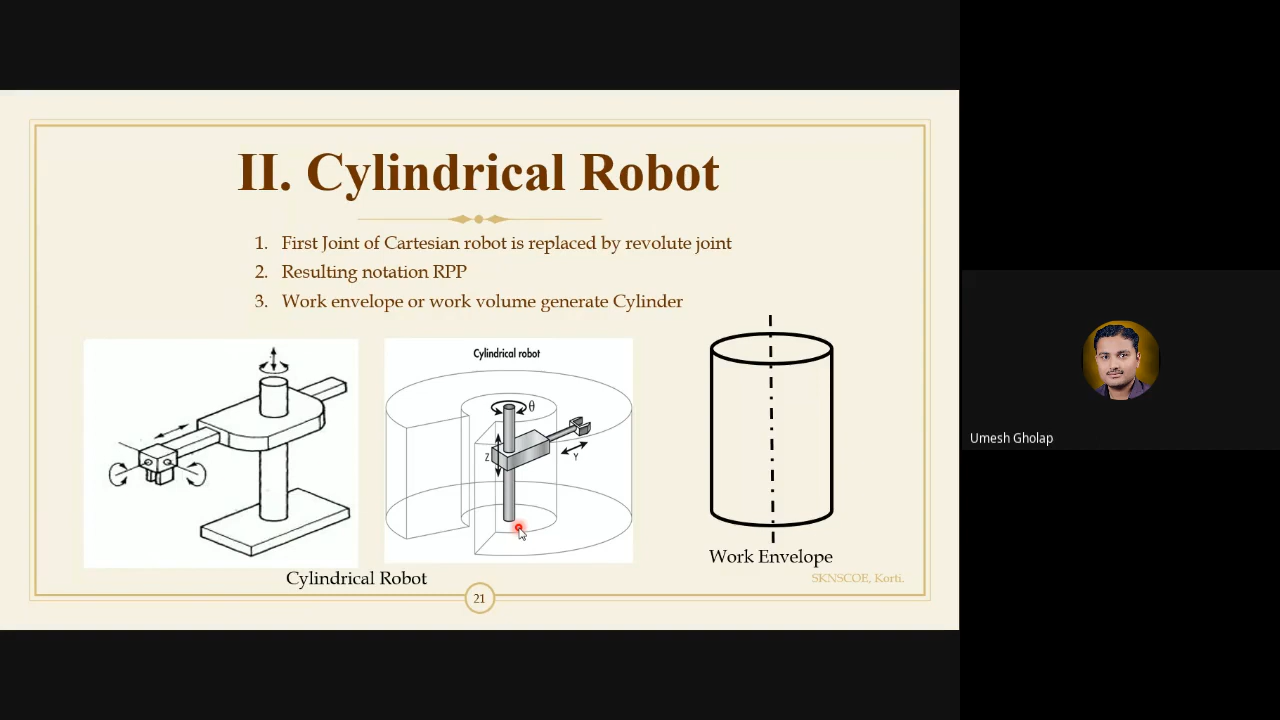 II. Cylindrical Robot
1. First Joint of Cartesian robot is replaced by revolute joint
2. Resulting notation RPP
3. Work envelope or work volume generate Cylinder
Cylindrical robot
θ
Z
Y
Work Envelope
Cylindrical Robot
SKNSCOE, Korti.
21
Umesh Gholap